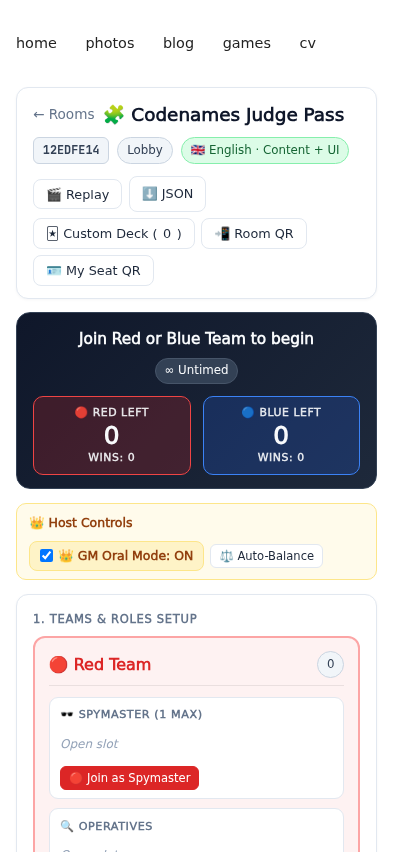 home photos blog games cv
← Rooms 🧩 Codenames Judge Pass
12EDFE14 Lobby 🇬🇧 English · Content + UI
🎬 Replay ⬇️ JSON
🃏 Custom Deck ( 0 ) 📲 Room QR
🪪 My Seat QR
Join Red or Blue Team to begin
∞ Untimed
🔴 RED LEFT 🔵 BLUE LEFT
0 0
WINS: 0 WINS: 0
👑 Host Controls
👑 GM Oral Mode: ON ⚖️ Auto-Balance
1. TEAMS & ROLES SETUP
🔴 Red Team 0
🕶️ SPYMASTER (1 MAX)
Open slot
🔴 Join as Spymaster
🔍 OPERATIVES